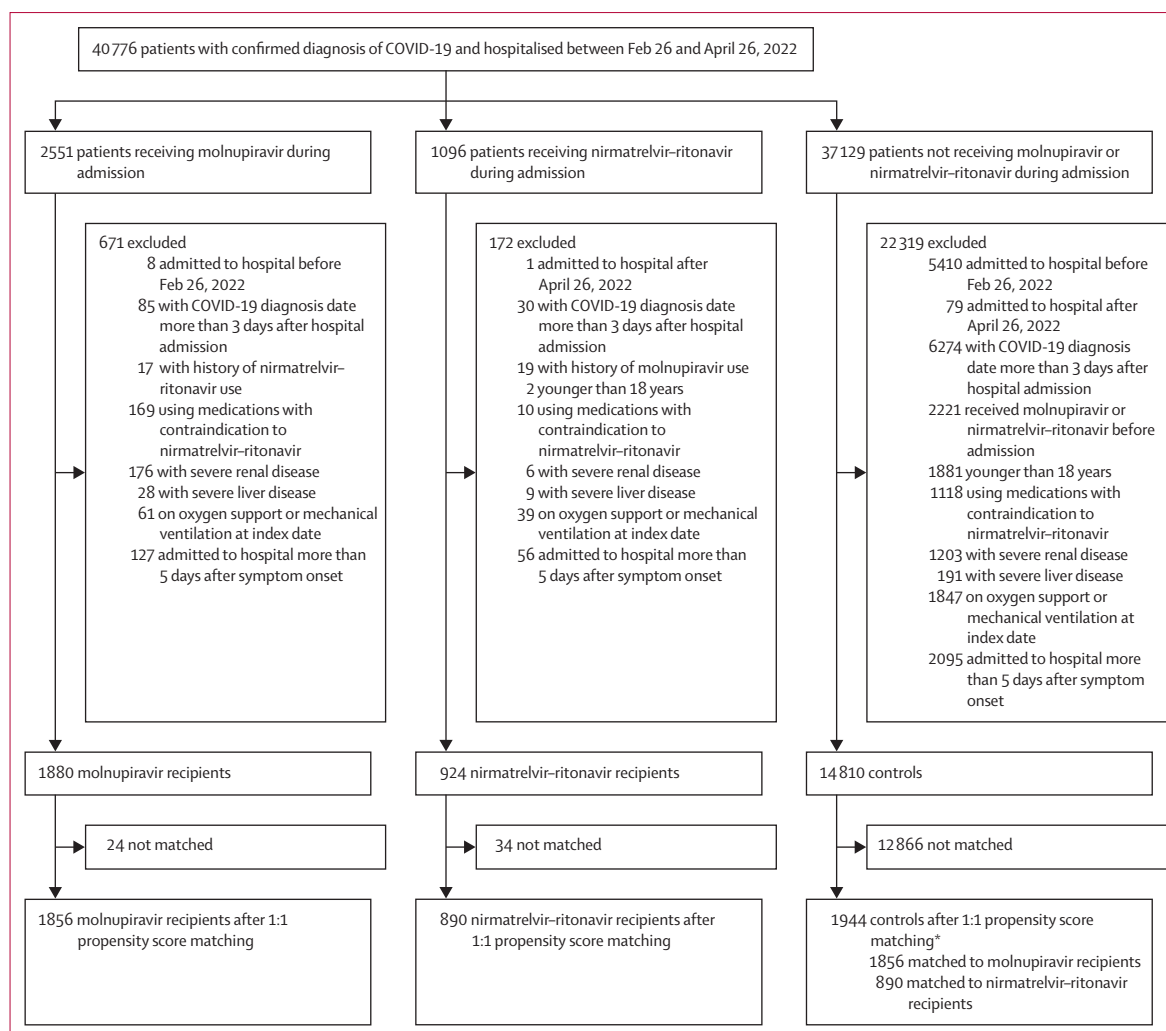 40 776 patients with confirmed diagnosis of COVID-19 and hospitalised between Feb 26 and April 26, 2022
2551 patients receiving molnupiravir during
admission
1096 patients receiving nirmatrelvir–ritonavir
during admission
37 129 patients not receiving molnupiravir or
nirmatrelvir–ritonavir during admission
671 excluded
8 admitted to hospital before
Feb 26, 2022
85 with COVID-19 diagnosis date
more than 3 days after hospital
admission
17 with history of nirmatrelvir–
ritonavir use
169 using medications with
contraindication to
nirmatrelvir–ritonavir
176 with severe renal disease
28 with severe liver disease
61 on oxygen support or mechanical
ventilation at index date
127 admitted to hospital more than
5 days after symptom onset
172 excluded
1 admitted to hospital after
April 26, 2022
30 with COVID-19 diagnosis date
more than 3 days after hospital
admission
19 with history of molnupiravir use
2 younger than 18 years
10 using medications with
contraindication to
nirmatrelvir–ritonavir
6 with severe renal disease
9 with severe liver disease
39 on oxygen support or mechanical
ventilation at index date
56 admitted to hospital more than
5 days after symptom onset
22 319 excluded
5410 admitted to hospital before
Feb 26, 2022
79 admitted to hospital after
April 26, 2022
6274 with COVID-19 diagnosis
date more than 3 days after
hospital admission
2221 received molnupiravir or
nirmatrelvir–ritonavir before
admission
1881 younger than 18 years
1118 using medications with
contraindication to
nirmatrelvir–ritonavir
1203 with severe renal disease
191 with severe liver disease
1847 on oxygen support or
mechanical ventilation at
index date
2095 admitted to hospital more
than 5 days after symptom
onset
1880 molnupiravir recipients
924 nirmatrelvir–ritonavir recipients
14 810 controls
24 not matched
34 not matched
12 866 not matched
1856 molnupiravir recipients after 1:1
propensity score matching
890 nirmatrelvir–ritonavir recipients after
1:1 propensity score matching
1944 controls after 1:1 propensity score
matching*
1856 matched to molnupiravir recipients
890 matched to nirmatrelvir–ritonavir
recipients